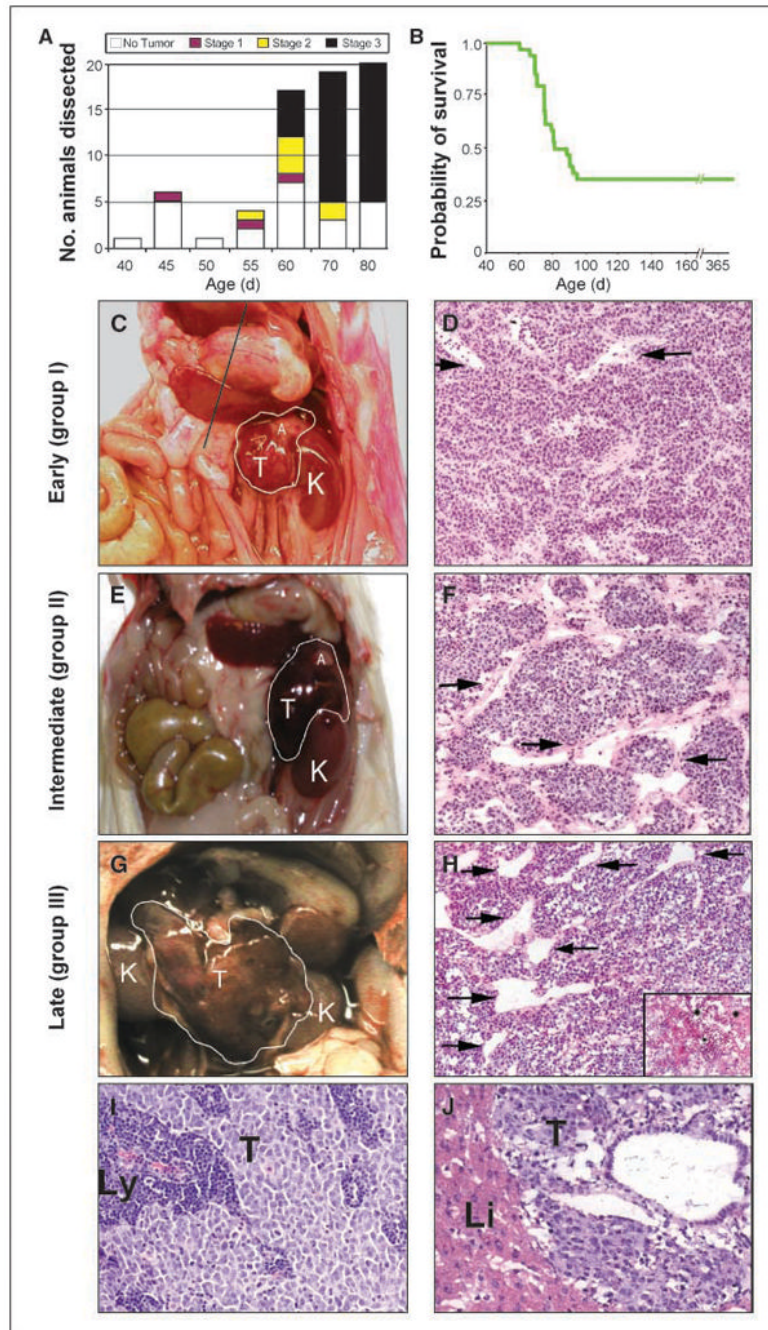 A
No Tumor Stage 1 Stage 2 Stage 3
No. animals dissected
20
15
10
5
0
40 45 50 55 60 70 80
Age (d)
B
Probability of survival
1.0
0.75
0.5
0.25
40 60 80 100 120 140 160 365
Age (d)
Early (group I)
C
A
T
K
D
Intermediate (group II)
E
A
T
K
F
Late (group III)
G
K
T
K
H
I
T
Ly
J
T
Li